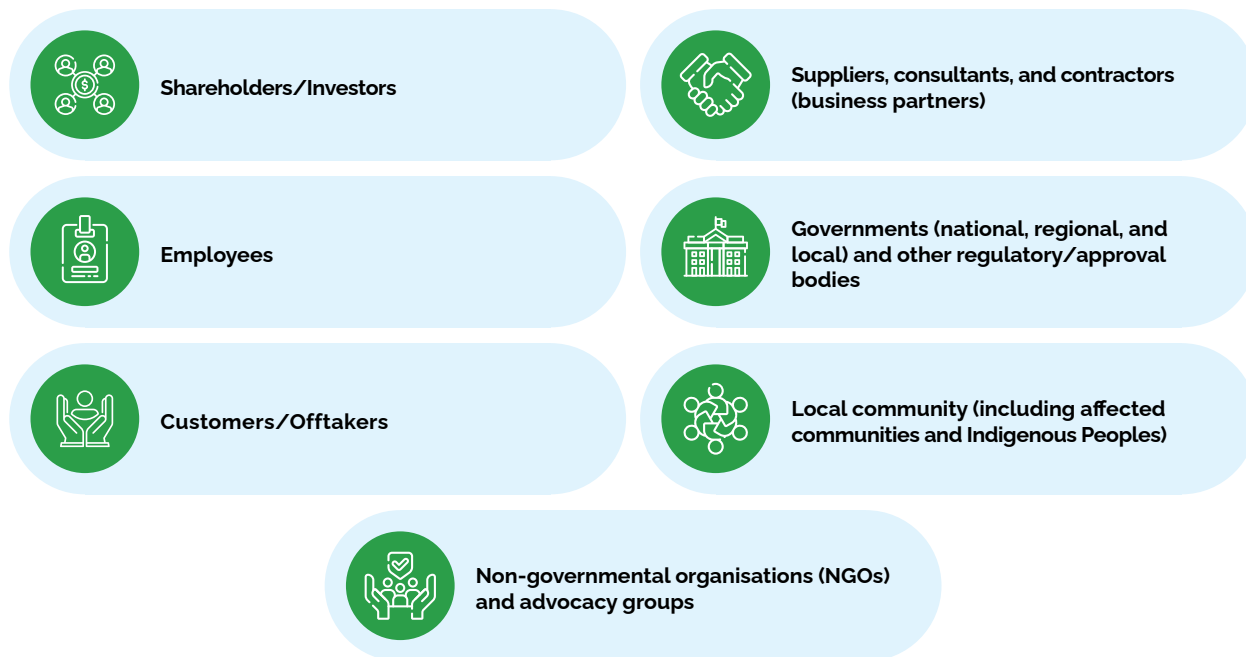 Shareholders/Investors
Suppliers, consultants, and contractors
(business partners)
Employees
Governments (national, regional, and
local) and other regulatory/approval
bodies
Customers/Offtakers
Local community (including affected
communities and Indigenous Peoples)
Non-governmental organisations (NGOs)
and advocacy groups